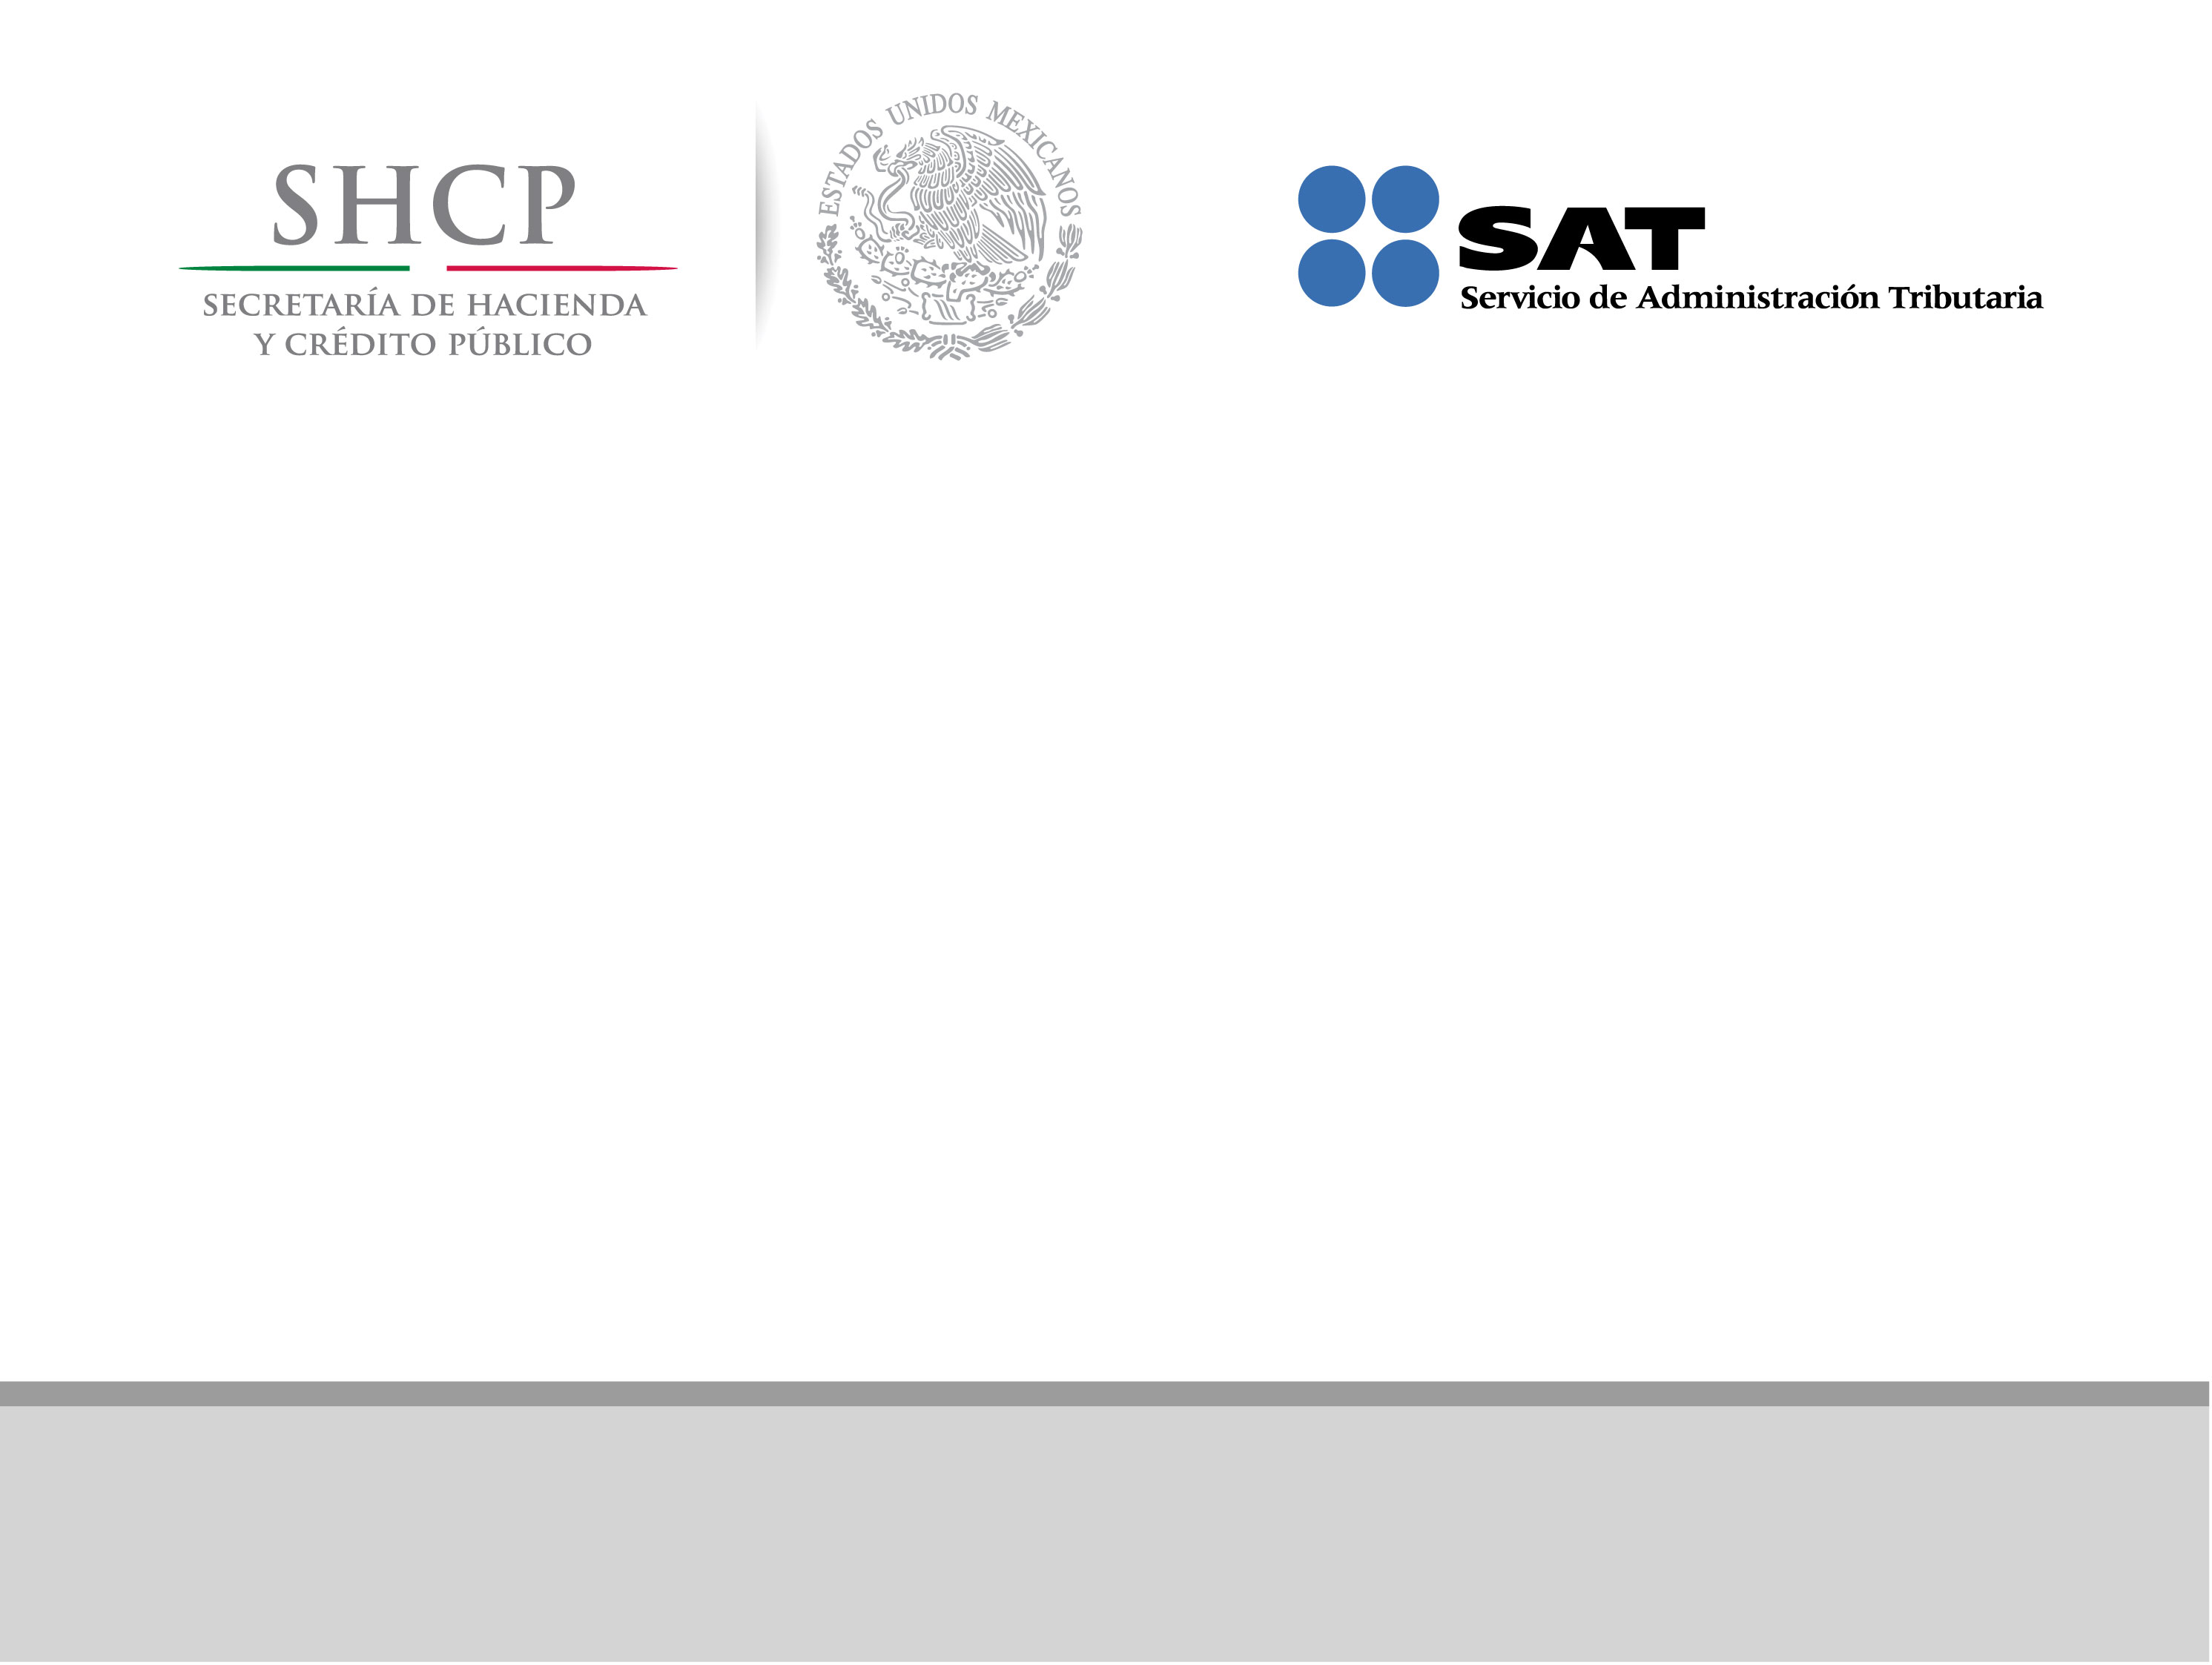 SHCP
SECRETARÍA DE HACIENDA
Y CRÉDITO PÚBLICO
ESTADOS UNIDOS MEXICANOS
SAT
Servicio de Administración Tributaria